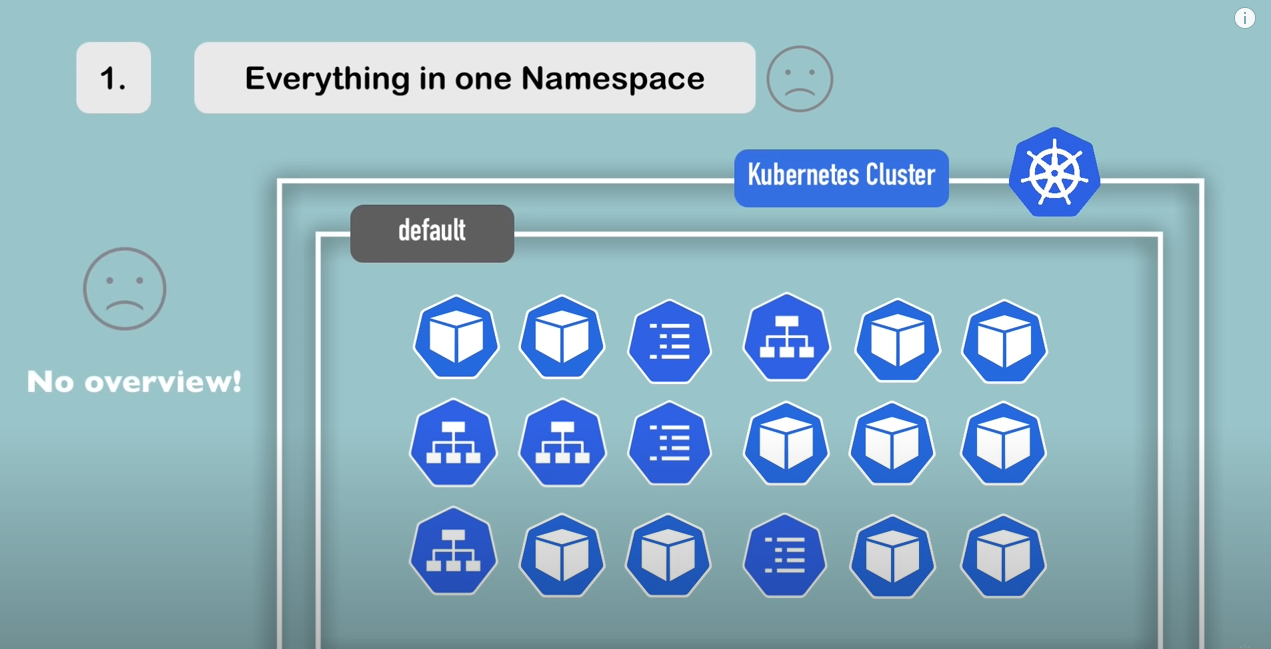 1.
Everything in one Namespace
Kubernetes Cluster
default
No overview!